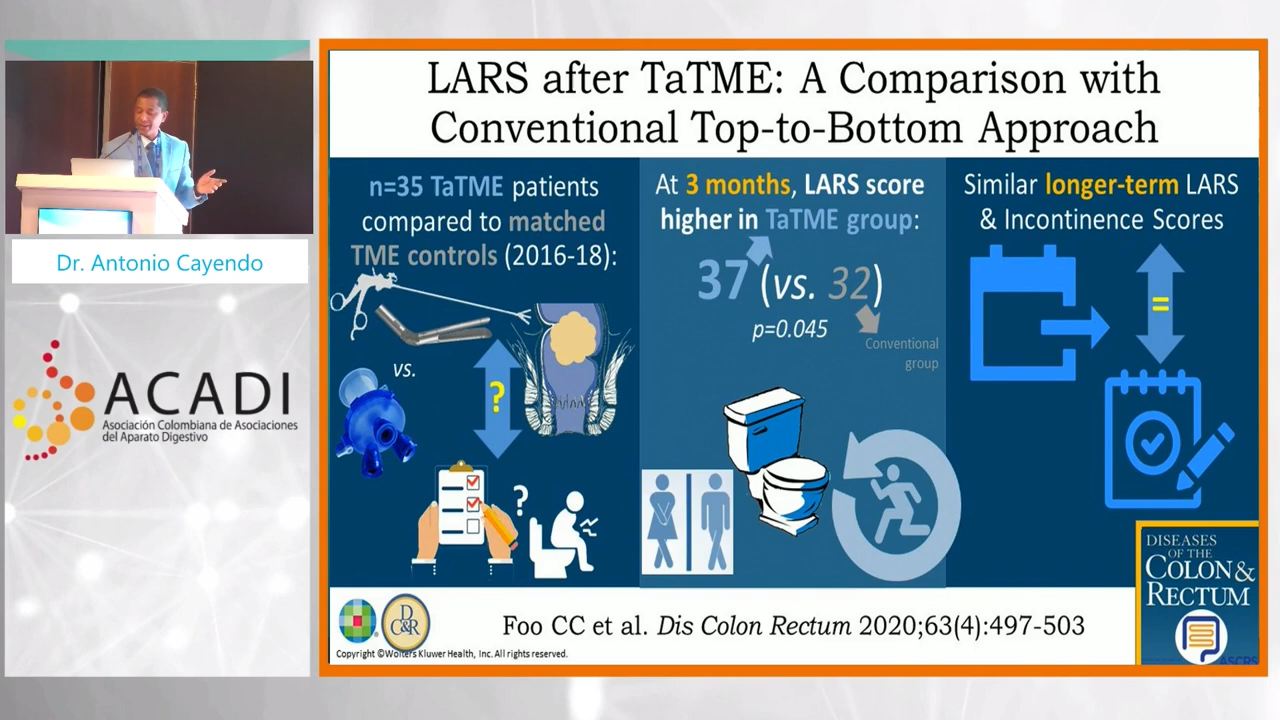 LARS after TaTME: A Comparison with
Conventional Top-to-Bottom Approach
n=35 TaTME patients
compared to matched
TME controls (2016-18):
vs.
?
?
At 3 months, LARS score
higher in TaTME group:
37 (vs. 32)
p=0.045
Conventional
group
Similar longer-term LARS
& Incontinence Scores
=
Dr. Antonio Cayendo
ACADI
Asociación Colombiana de Asociaciones
del Aparato Digestivo
DISEASES
OF THE
COLON&
RECTUM
ASCRS
D
C&R
Foo CC et al. Dis Colon Rectum 2020;63(4):497-503
Copyright ©Wolters Kluwer Health, Inc. All rights reserved.